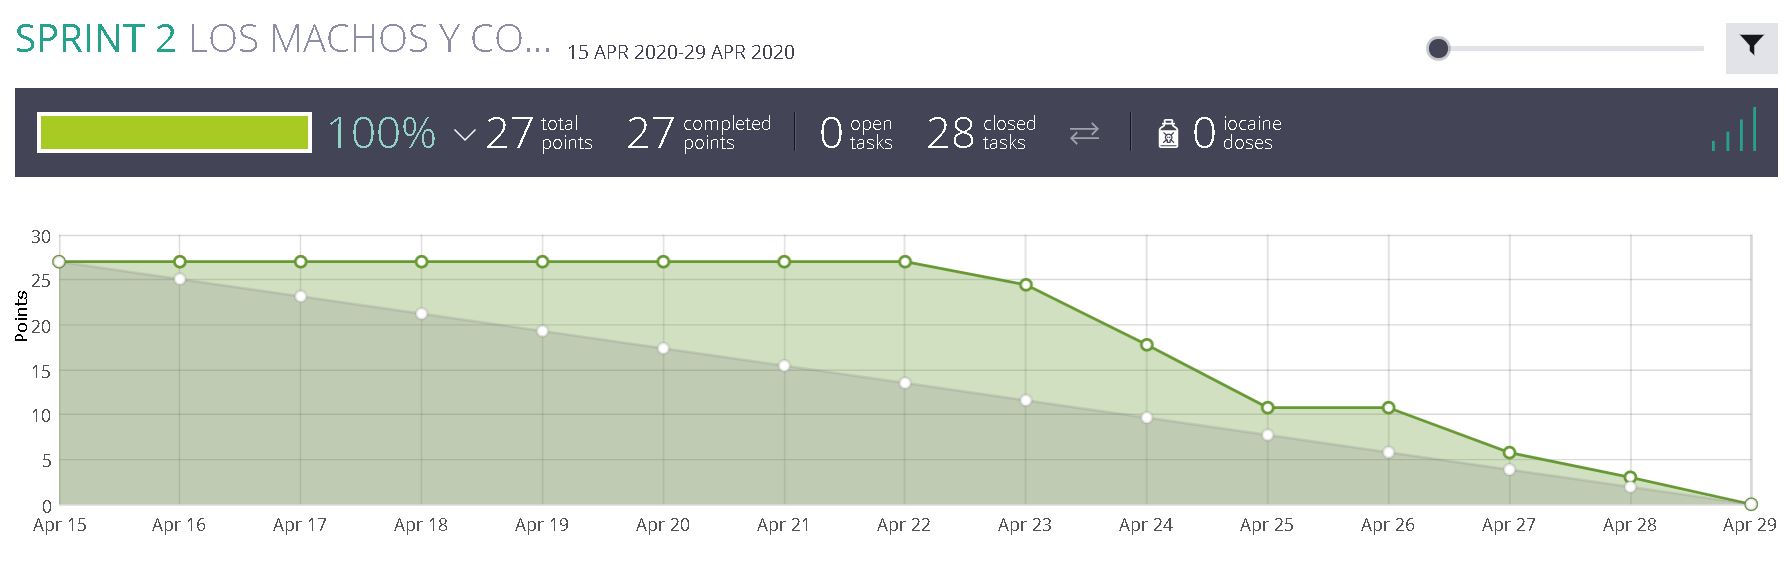 SPRINT 2 LOS MACHOS Y CO... 15 APR 2020-29 APR 2020
100% 27 total points 27 completed points 0 open tasks 28 closed tasks 0 iocaine doses
30
25
20
15
10
5
0
Points
Apr 15 Apr 16 Apr 17 Apr 18 Apr 19 Apr 20 Apr 21 Apr 22 Apr 23 Apr 24 Apr 25 Apr 26 Apr 27 Apr 28 Apr 29